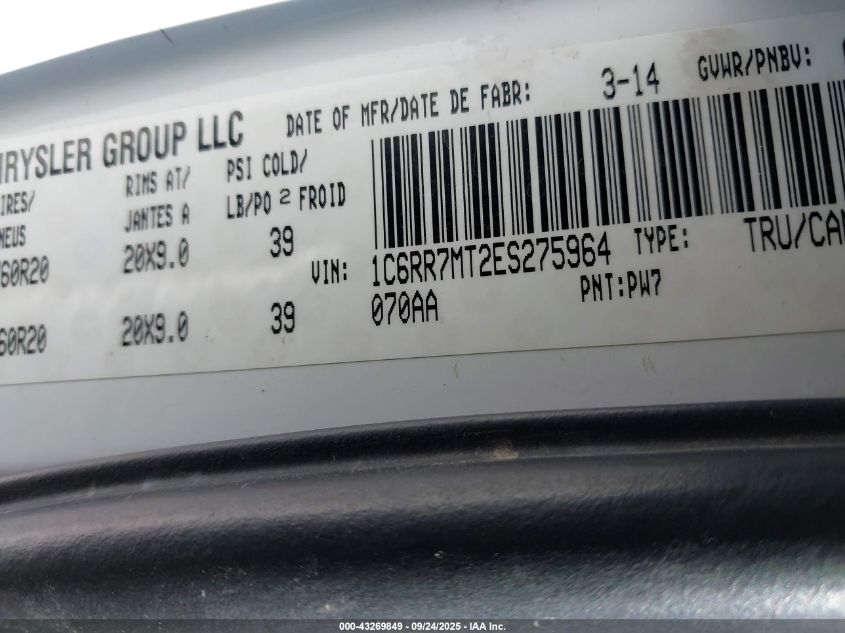 DATE OF MFR/DATE DE FABR: 3-14 GVWR/PNBV:
RYSLER GROUP LLC
IRES/ RIMS AT/ PSI COLD/
NEUS JANTES A LB/PO 2 FROID
60R20 20X9.0 39
VIN: 1C6RR7MT2ES275964 TYPE: TRU/CAM
070AA PNT:PW7
60R20 20X9.0 39
000-43269849 - 09/24/2025 - IAA Inc.